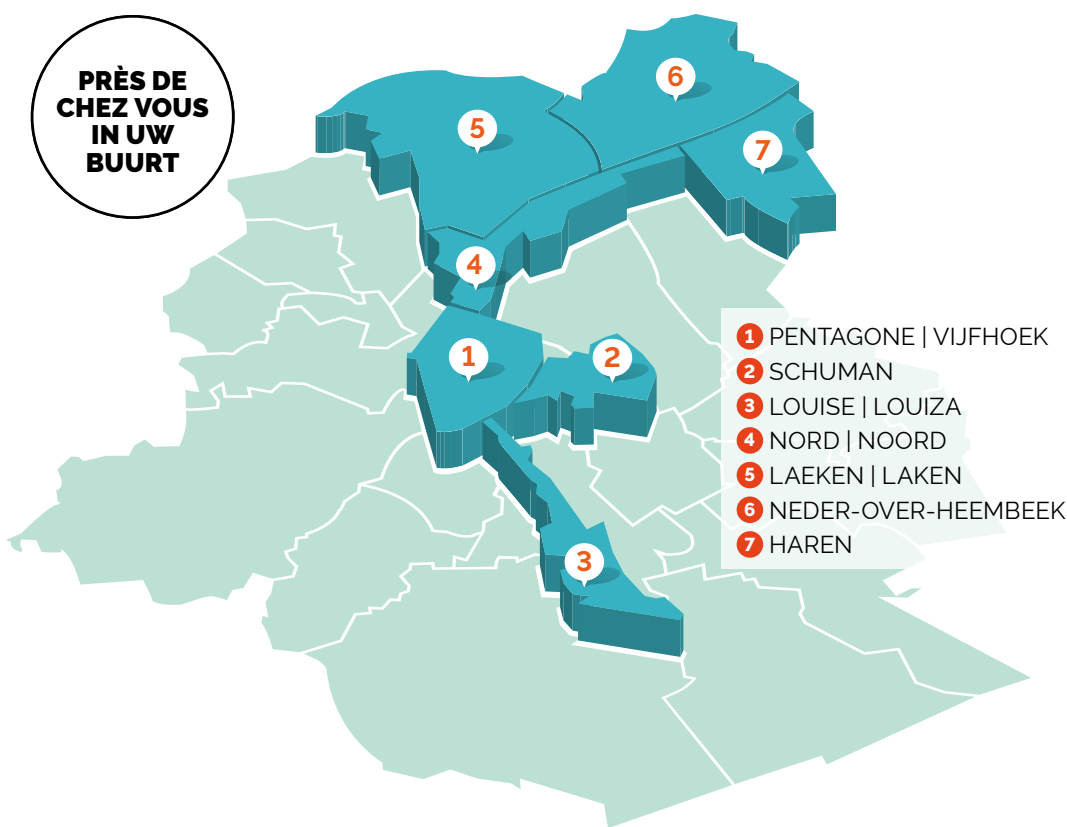 PRÈS DE
CHEZ VOUS
IN UW
BUURT
6
5
7
4
1
2
3
1 PENTAGONE | VIJFHOEK
2 SCHUMAN
3 LOUISE | LOUIZA
4 NORD | NOORD
5 LAEKEN | LAKEN
6 NEDER-OVER-HEEMBEEK
7 HAREN